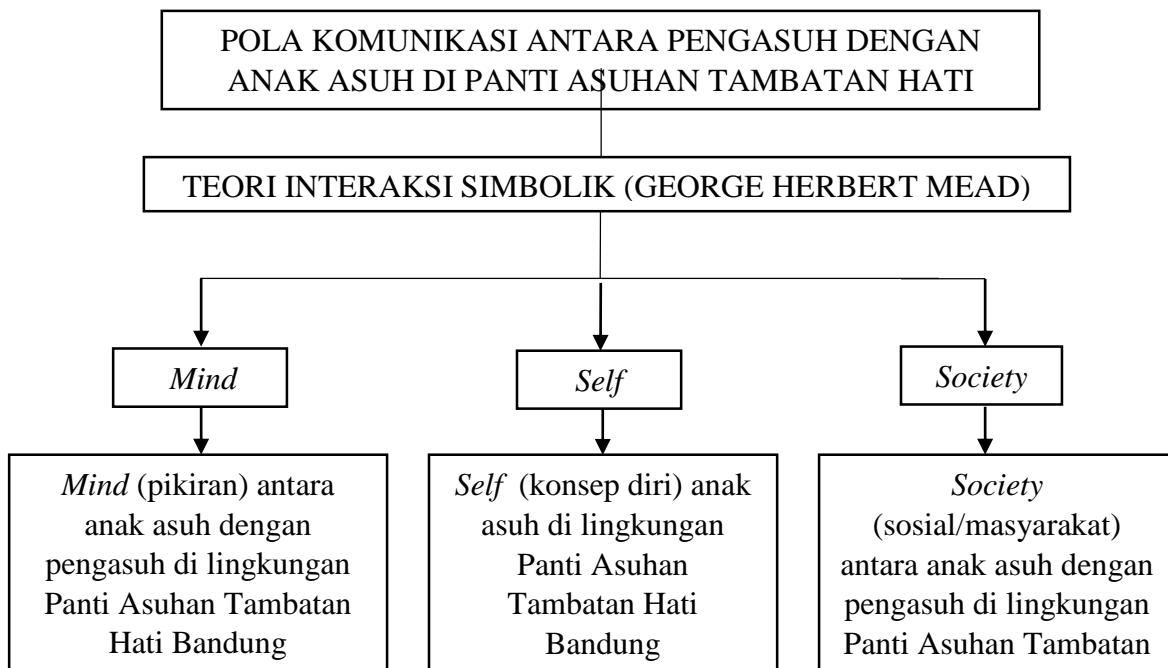 POLA KOMUNIKASI ANTARA PENGASUH DENGAN
ANAK ASUH DI PANTI ASUHAN TAMBATAN HATI
TEORI INTERAKSI SIMBOLIK (GEORGE HERBERT MEAD)
Mind
Self
Society
Mind (pikiran) antara
anak asuh dengan
pengasuh di lingkungan
Panti Asuhan Tambatan
Hati Bandung
Self (konsep diri) anak
asuh di lingkungan
Panti Asuhan
Tambatan Hati
Bandung
Society
(sosial/masyarakat)
antara anak asuh dengan
pengasuh di lingkungan
Panti Asuhan Tambatan